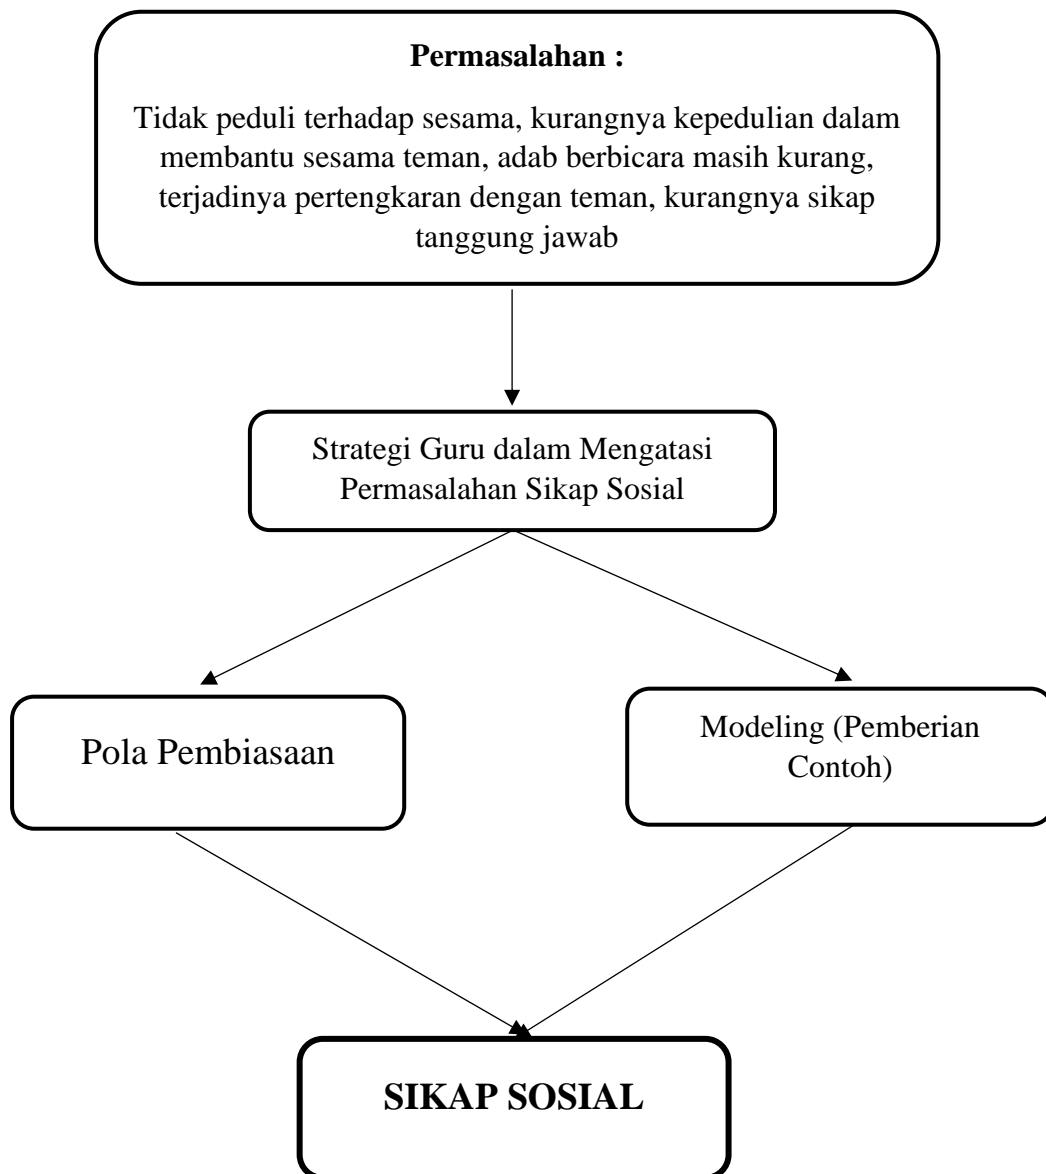 Permasalahan :
Tidak peduli terhadap sesama, kurangnya kepedulian dalam
membantu sesama teman, adab berbicara masih kurang,
terjadinya pertengkaran dengan teman, kurangnya sikap
tanggung jawab
Strategi Guru dalam Mengatasi
Permasalahan Sikap Sosial
Pola Pembiasaan
Modeling (Pemberian
Contoh)
SIKAP SOSIAL